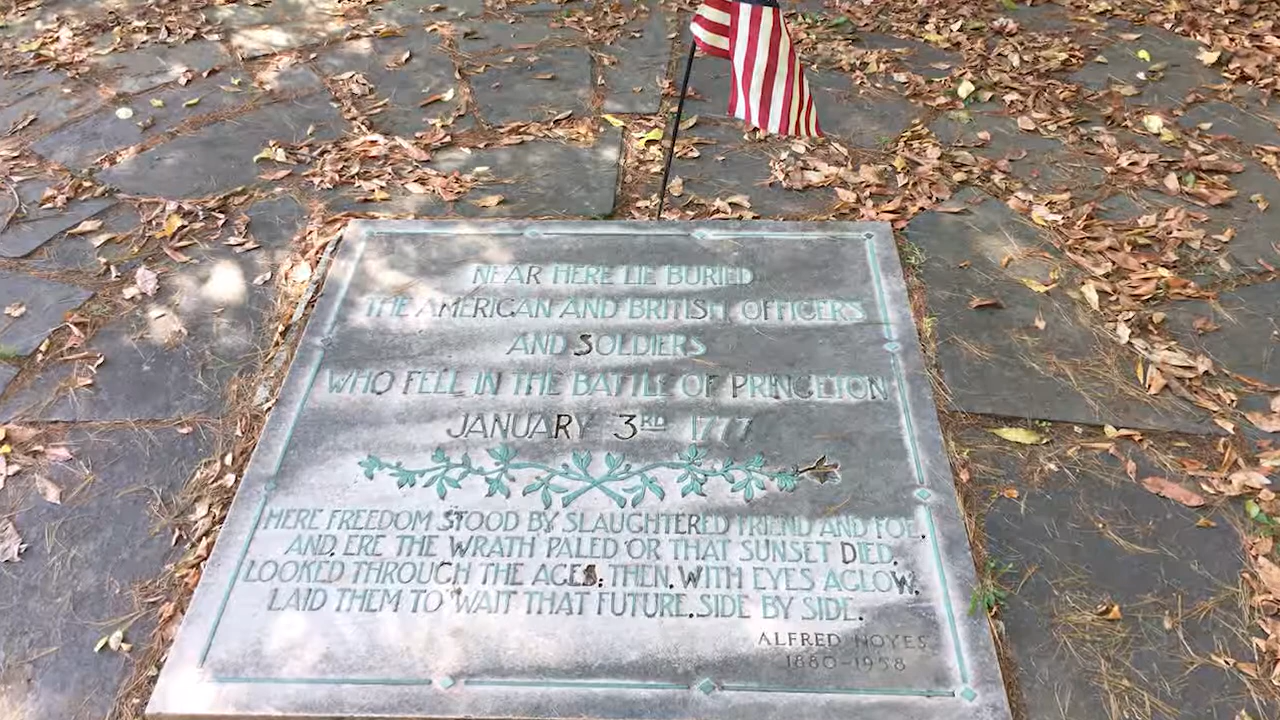 NEAR HERE LIE BURIED
THE AMERICAN AND BRITISH OFFICERS
AND SOLDIERS
WHO FELL IN THE BATTLE OF PRINCETON
JANUARY 3RD 1777
HERE FREEDOM STOOD BY SLAUGHTERED FRIEND AND FOE,
AND, ERE THE WRATH PALED OR THAT SUNSET DIED,
LOOKED THROUGH THE AGES; THEN, WITH EYES AGLOW,
LAID THEM TO WAIT THAT FUTURE, SIDE BY SIDE.
ALFRED NOYES
1880-1958